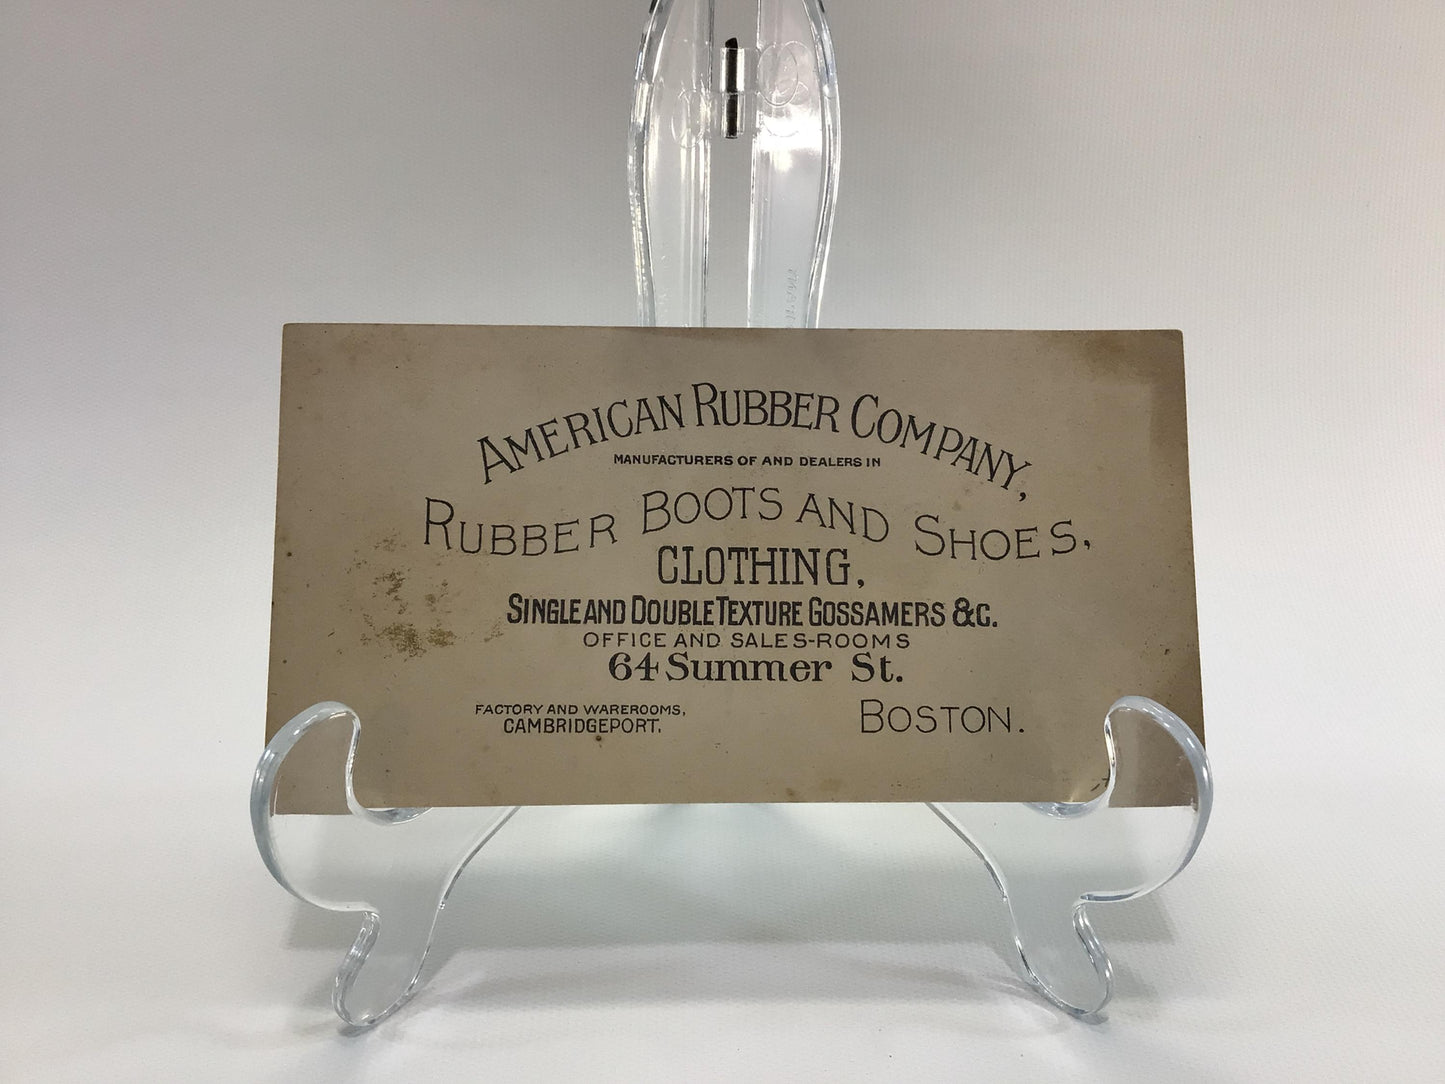 AMERICAN RUBBER COMPANY,
MANUFACTURERS OF AND DEALERS IN
RUBBER BOOTS AND SHOES,
CLOTHING,
SINGLE AND DOUBLE TEXTURE GOSSAMERS &C.
OFFICE AND SALES-ROOMS
64 Summer St.
FACTORY AND WAREROOMS,
CAMBRIDGEPORT.
BOSTON.